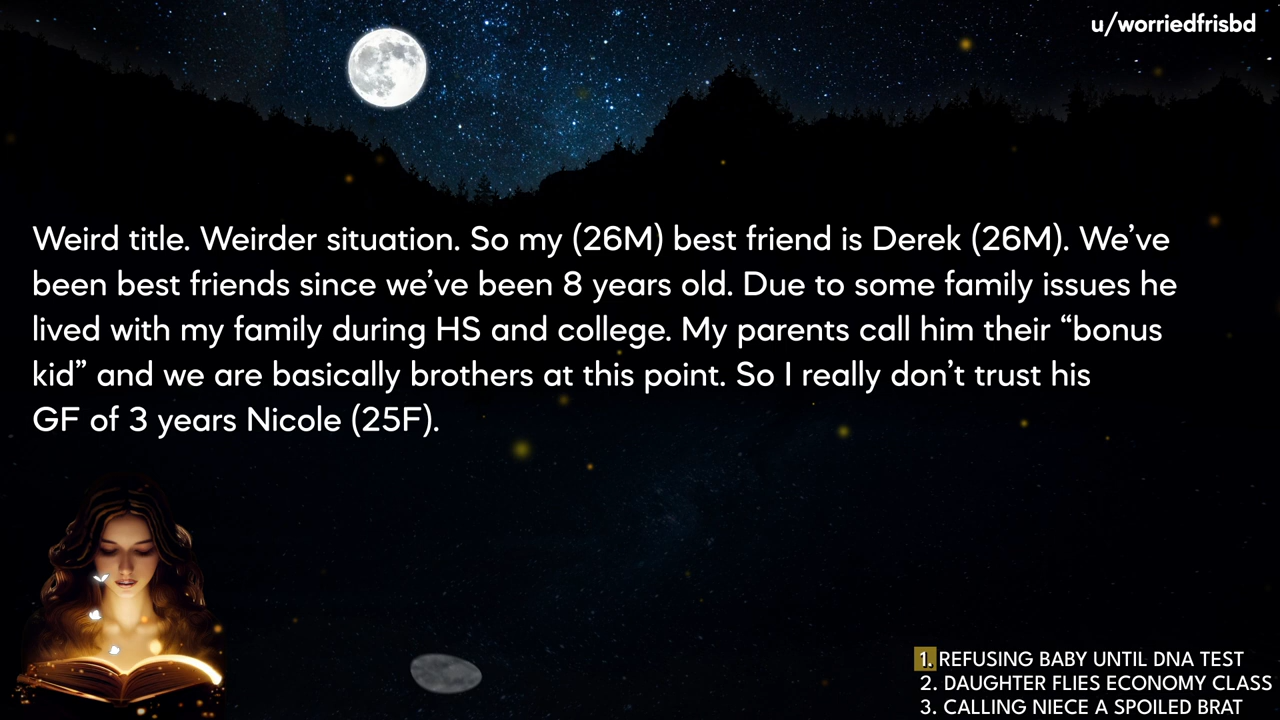 u/worriedfrisbd
Weird title. Weirder situation. So my (26M) best friend is Derek (26M). We’ve
been best friends since we’ve been 8 years old. Due to some family issues he
lived with my family during HS and college. My parents call him their “bonus
kid” and we are basically brothers at this point. So I really don’t trust his
GF of 3 years Nicole (25F).
1. REFUSING BABY UNTIL DNA TEST
2. DAUGHTER FLIES ECONOMY CLASS
3. CALLING NIECE A SPOILED BRAT